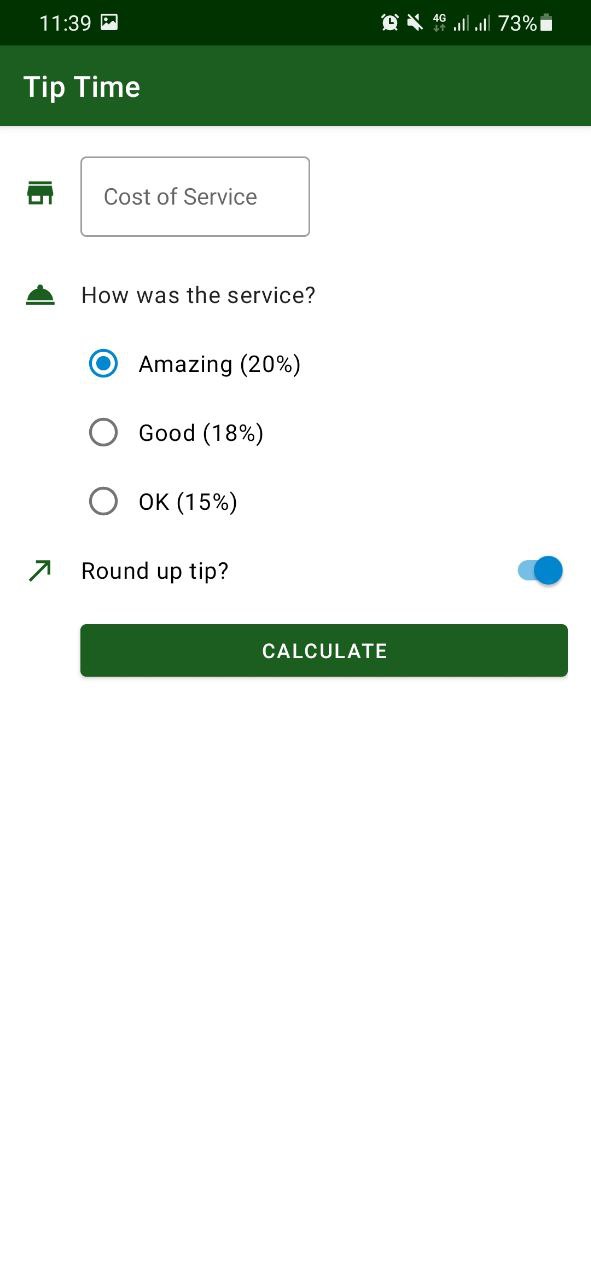 11:39 4G 73%
Tip Time
Cost of Service
How was the service?
Amazing (20%)
Good (18%)
OK (15%)
Round up tip?
CALCULATE